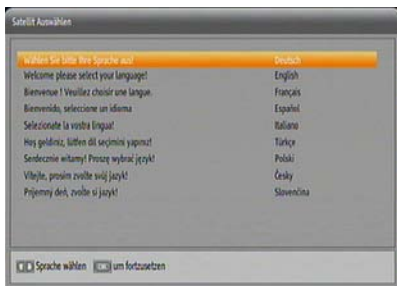 Satellit Auswählen
Wählen Sie bitte Ihre Sprache aus! Deutsch
Welcome please select your language! English
Bienvenue ! Veuillez choisir une langue. Français
Bienvenido, seleccione un idioma Español
Selezionate la vostra lingua! Italiano
Hoş geldiniz, lütfen dil seçimini yapınız! Türkçe
Serdecznie witamy! Proszę wybrać język! Polski
Vítejte, prosím zvolte svůj jazyk! Česky
Príjemný deň, zvoľte si jazyk! Slovenčina
Sprache wählen OK um fortzusetzen